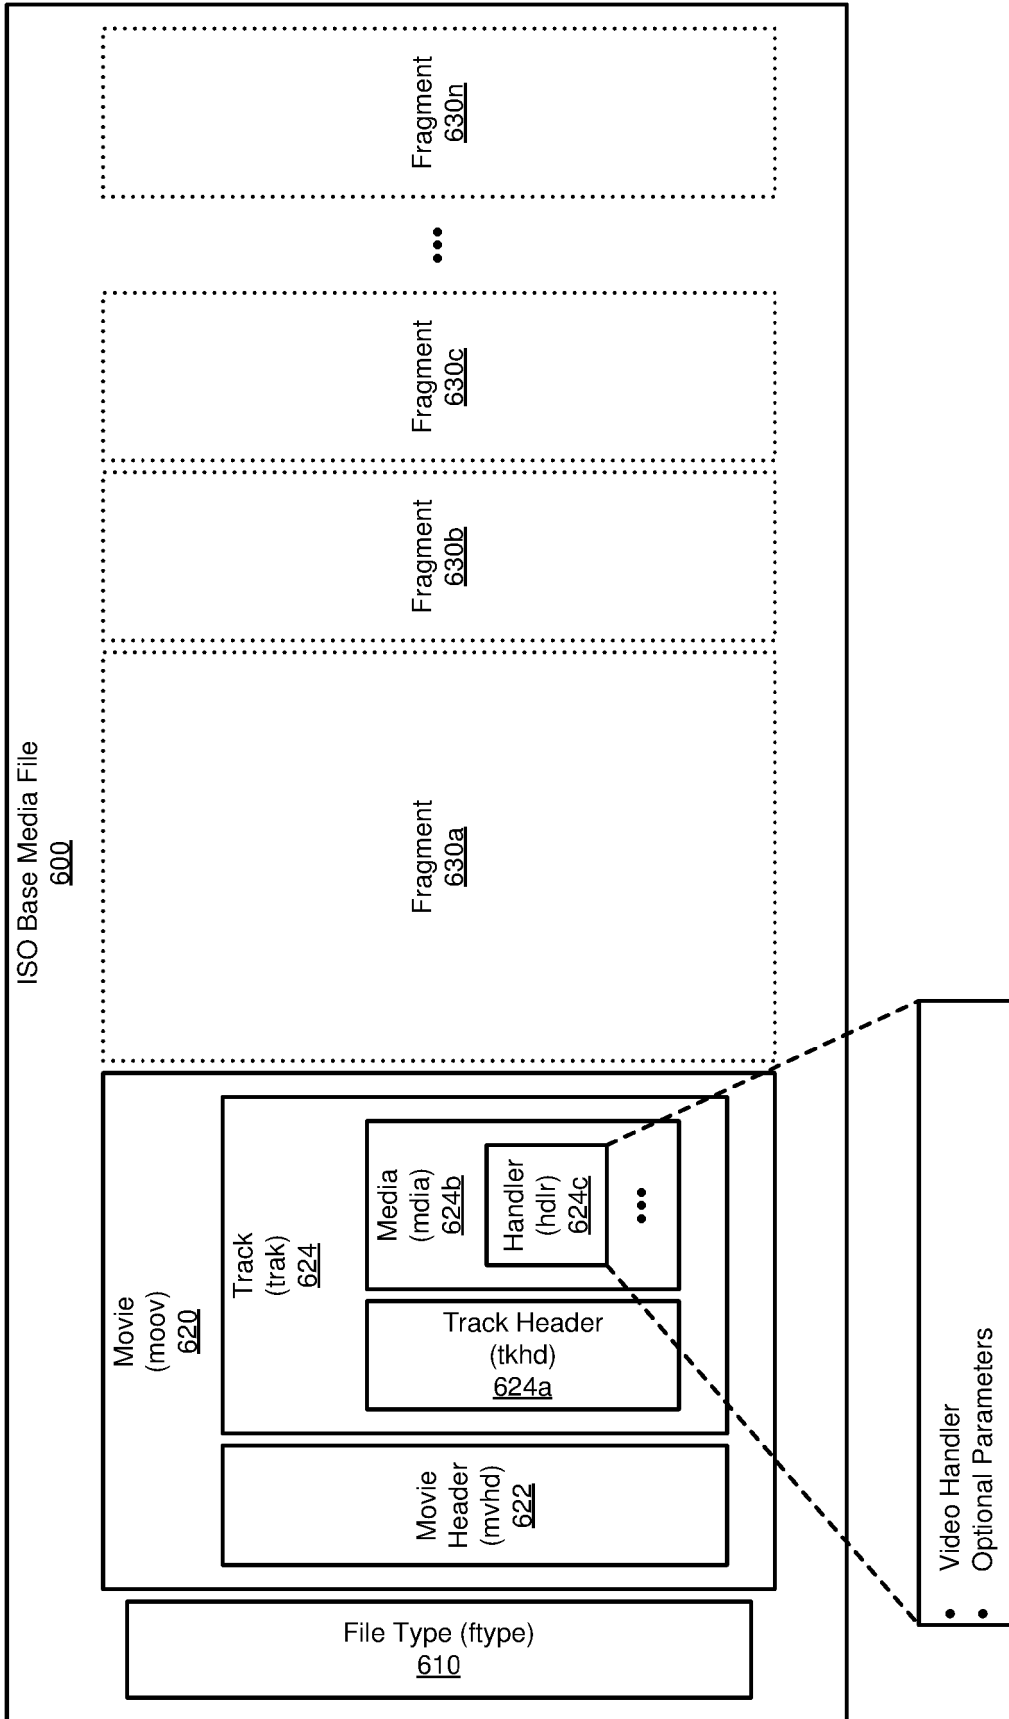 ISO Base Media File
600
File Type (ftype)
610
Movie
(moov)
620
Movie
Header
(mvhd)
622
Track
(trak)
624
Track Header
(tkhd)
624a
Media
(mdia)
624b
Handler
(hdlr)
624c
•••
Fragment
630a
Fragment
630b
Fragment
630c
•••
Fragment
630n
• Video Handler
• Optional Parameters